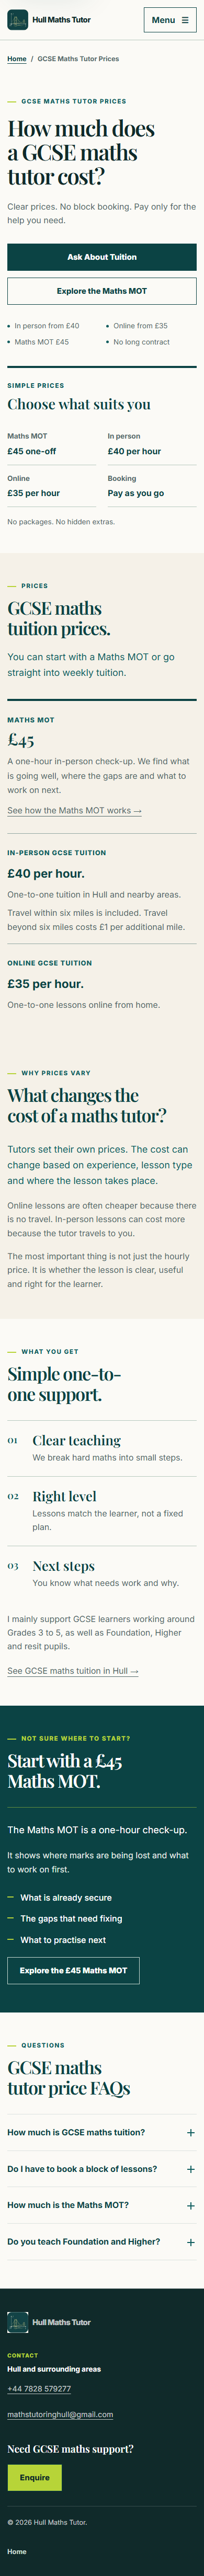 Hull Maths Tutor
Menu
Home / GCSE Maths Tutor Prices
GCSE MATHS TUTOR PRICES
How much does
a GCSE maths
tutor cost?
Clear prices. No block booking. Pay only for the
help you need.
Ask About Tuition
Explore the Maths MOT
In person from £40
Online from £35
Maths MOT £45
No long contract
SIMPLE PRICES
Choose what suits you
Maths MOT
£45 one-off
In person
£40 per hour
Online
£35 per hour
Booking
Pay as you go
No packages. No hidden extras.
PRICES
GCSE maths
tuition prices.
You can start with a Maths MOT or go
straight into weekly tuition.
MATHS MOT
£45
A one-hour in-person check-up. We find what
is going well, where the gaps are and what to
work on next.
See how the Maths MOT works →
IN-PERSON GCSE TUITION
£40 per hour.
One-to-one tuition in Hull and nearby areas.
Travel within six miles is included. Travel
beyond six miles costs £1 per additional mile.
ONLINE GCSE TUITION
£35 per hour.
One-to-one lessons online from home.
WHY PRICES VARY
What changes the
cost of a maths tutor?
Tutors set their own prices. The cost can
change based on experience, lesson type
and where the lesson takes place.
Online lessons are often cheaper because there
is no travel. In-person lessons can cost more
because the tutor travels to you.
The most important thing is not just the hourly
price. It is whether the lesson is clear, useful
and right for the learner.
WHAT YOU GET
Simple one-to-
one support.
01 Clear teaching
We break hard maths into small steps.
02 Right level
Lessons match the learner, not a fixed
plan.
03 Next steps
You know what needs work and why.
I mainly support GCSE learners working around
Grades 3 to 5, as well as Foundation, Higher
and resit pupils.
See GCSE maths tuition in Hull →
NOT SURE WHERE TO START?
Start with a £45
Maths MOT.
The Maths MOT is a one-hour check-up.
It shows where marks are being lost and what
to work on first.
What is already secure
The gaps that need fixing
What to practise next
Explore the £45 Maths MOT
QUESTIONS
GCSE maths
tutor price FAQs
How much is GCSE maths tuition? +
Do I have to book a block of lessons? +
How much is the Maths MOT? +
Do you teach Foundation and Higher? +
Hull Maths Tutor
CONTACT
Hull and surrounding areas
+44 7828 579277
mathstutoringhull@gmail.com
Need GCSE maths support?
Enquire
© 2026 Hull Maths Tutor.
Home